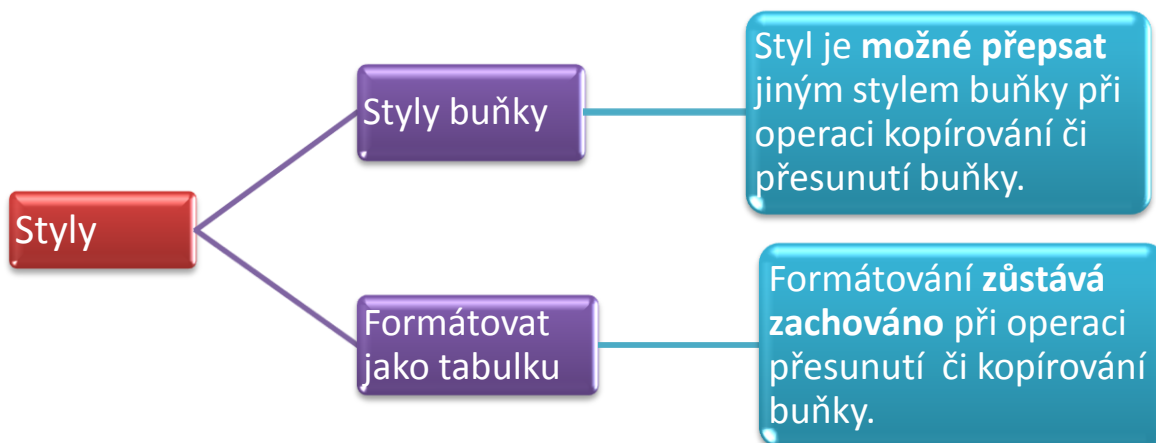 Styly
Styly buňky
Styl je možné přepsat
jiným stylem buňky při
operaci kopírování či
přesunutí buňky.
Formátovat
jako tabulku
Formátování zůstává
zachováno při operaci
přesunutí  či kopírování
buňky.